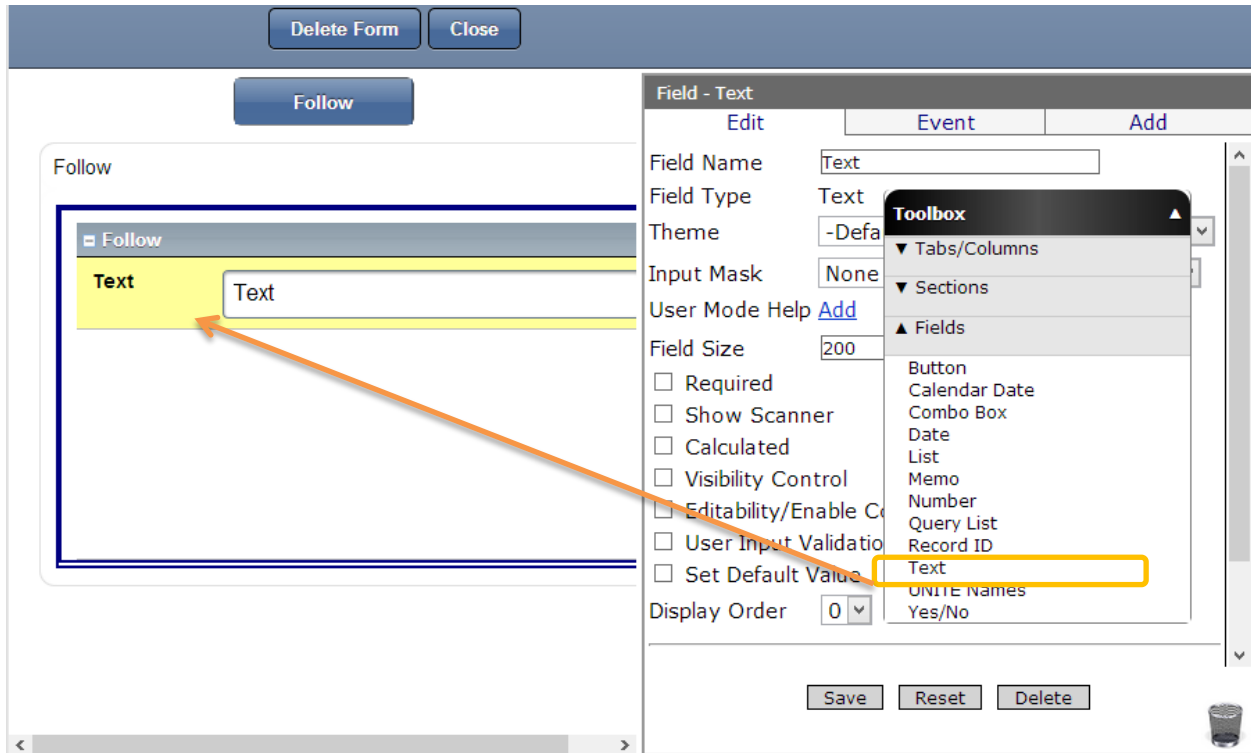 Delete Form Close
Follow
Follow
Follow
Text Text
Field - Text
Edit Event Add
Field Name Text
Field Type Text
Theme -Defa
Input Mask None
User Mode Help Add
Field Size 200
Required
Show Scanner
Calculated
Visibility Control
Editability/Enable Co
User Input Validatio
Set Default Value
Display Order 0
Toolbox
Tabs/Columns
Sections
Fields
Button
Calendar Date
Combo Box
Date
List
Memo
Number
Query List
Record ID
Text
UNITE Names
Yes/No
Save Reset Delete